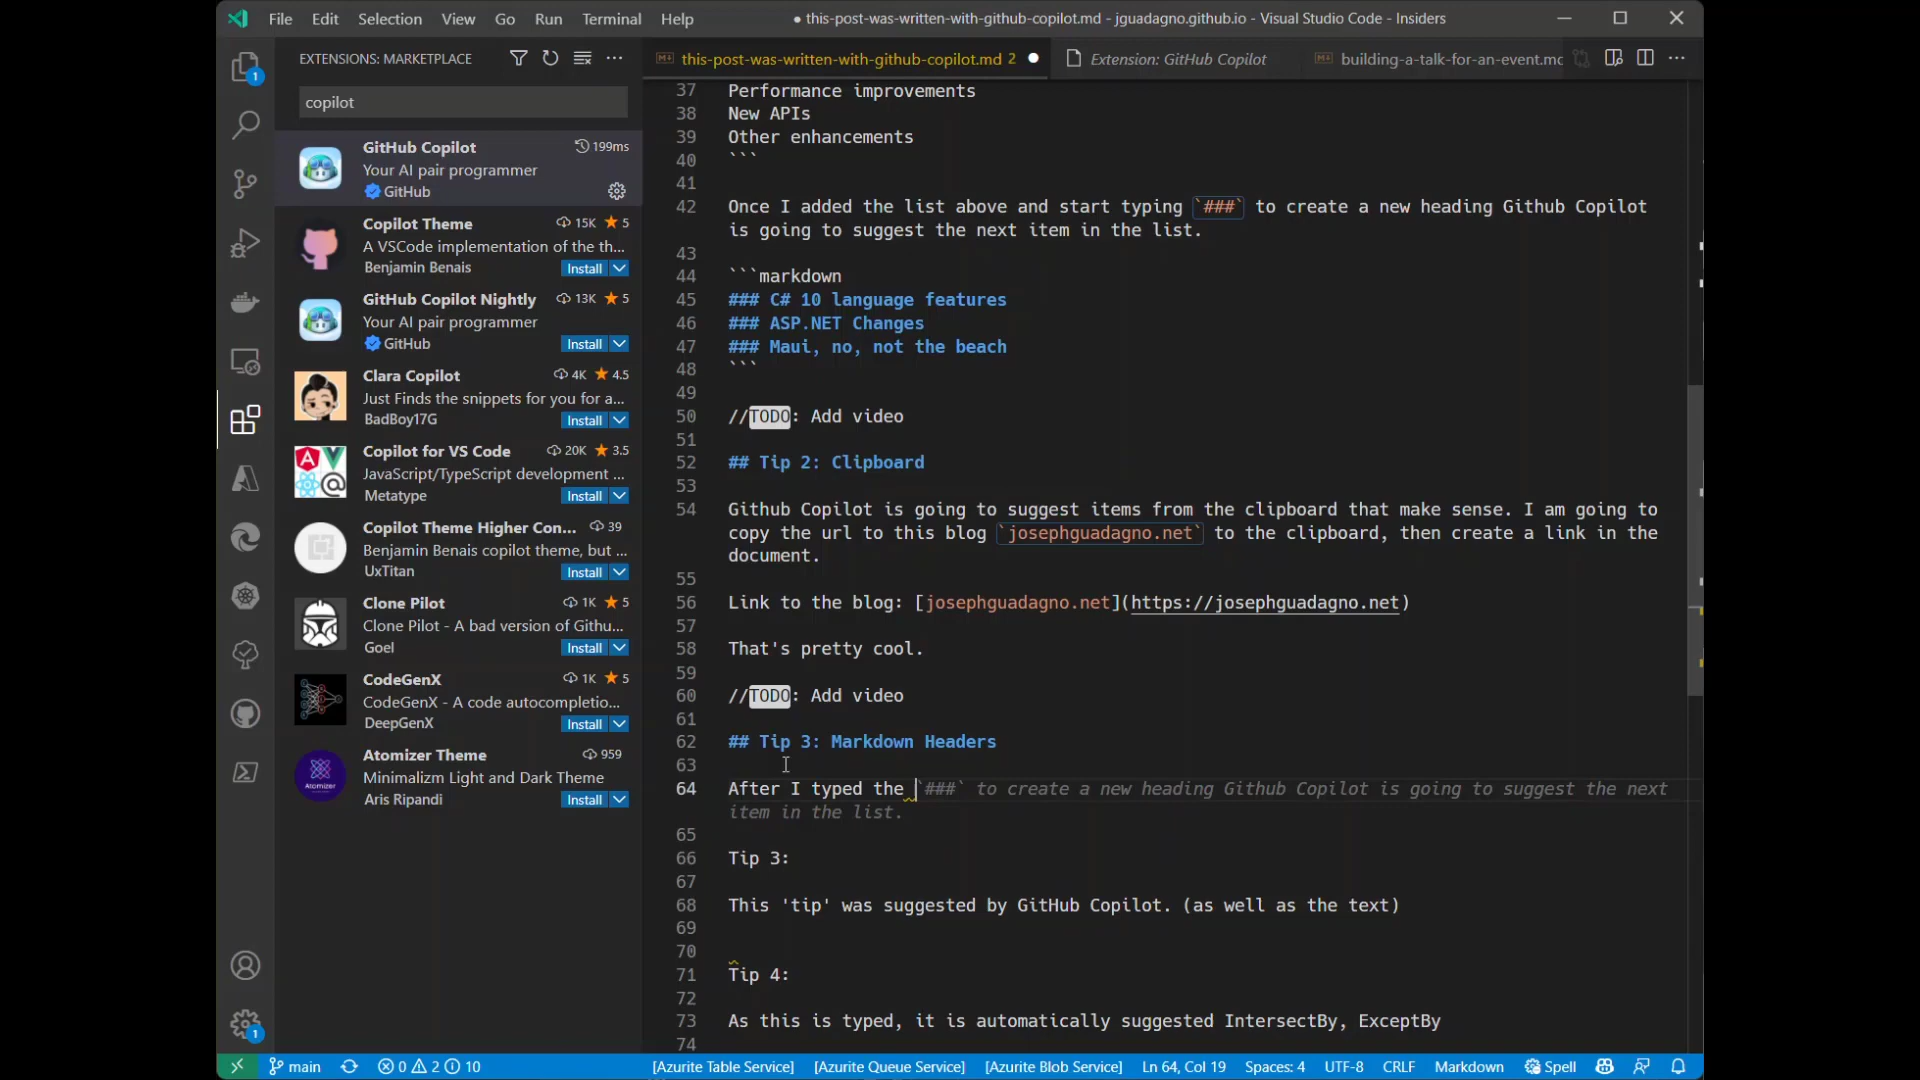 File Edit Selection View Go Run Terminal Help
● this-post-was-written-with-github-copilot.md - jguadagno.github.io - Visual Studio Code - Insiders
EXTENSIONS: MARKETPLACE
copilot
GitHub Copilot 199ms
Your AI pair programmer
GitHub
Copilot Theme 15K 5
A VSCode implementation of the th...
Benjamin Benais Install
GitHub Copilot Nightly 13K 5
Your AI pair programmer
GitHub Install
Clara Copilot 4K 4.5
Just Finds the snippets for you for a...
BadBoy17G Install
Copilot for VS Code 20K 3.5
JavaScript/TypeScript development ...
Metatype Install
Copilot Theme Higher Con... 39
Benjamin Benais copilot theme, but ...
UxTitan Install
Clone Pilot 1K 5
Clone Pilot - A bad version of Githu...
Goel Install
CodeGenX 1K 5
CodeGenX - A code autocompletio...
DeepGenX Install
Atomizer Theme 959
Minimalizm Light and Dark Theme
Aris Ripandi Install
1
1
this-post-was-written-with-github-copilot.md 2 ● Extension: GitHub Copilot building-a-talk-for-an-event.mc
37 Performance improvements
38 New APIs
39 Other enhancements
40 ```
41
42 Once I added the list above and start typing `###` to create a new heading Github Copilot
is going to suggest the next item in the list.
43
44 ```markdown
45 ### C# 10 language features
46 ### ASP.NET Changes
47 ### Maui, no, not the beach
48 ```
49
50 //TODO: Add video
51
52 ## Tip 2: Clipboard
53
54 Github Copilot is going to suggest items from the clipboard that make sense. I am going to
copy the url to this blog `josephguadagno.net` to the clipboard, then create a link in the
document.
55
56 Link to the blog: [josephguadagno.net](https://josephguadagno.net)
57
58 That's pretty cool.
59
60 //TODO: Add video
61
62 ## Tip 3: Markdown Headers
63
64 After I typed the `###` to create a new heading Github Copilot is going to suggest the next
item in the list.
65
66 Tip 3:
67
68 This 'tip' was suggested by GitHub Copilot. (as well as the text)
69
70
71 Tip 4:
72
73 As this is typed, it is automatically suggested IntersectBy, ExceptBy
74
main 0 2 10 [Azurite Table Service] [Azurite Queue Service] [Azurite Blob Service] Ln 64, Col 19 Spaces: 4 UTF-8 CRLF Markdown Spell